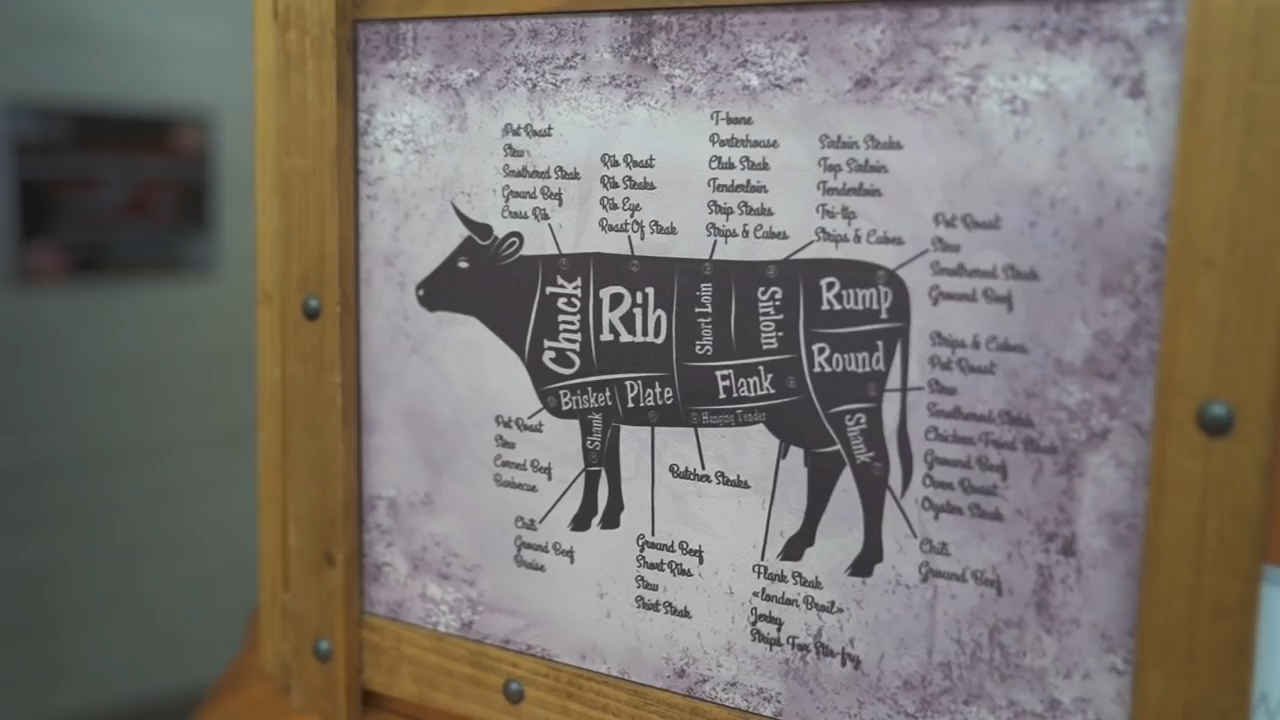 Pot Roast
Stew
Smothered Steak
Ground Beef
Cross Rib
Rib Roast
Rib Steaks
Rib Eye
Roast Of Steak
T-bone
Porterhouse
Club Steak
Tenderloin
Strip Steaks
Strips & Cubes
Sirloin Steaks
Top Sirloin
Tenderloin
Tri-tip
Strips & Cubes
Pot Roast
Stew
Smothered Steak
Ground Beef
Chuck
Rib
Short Loin
Sirloin
Rump
Round
Brisket
Plate
Flank
Hanging Tender
Shank
Shank
Strips & Cubes
Pot Roast
Stew
Smothered Steak
Chicken Fried Steak
Ground Beef
Oven Roast
Oyster Steak
Pot Roast
Stew
Corned Beef
Barbecue
Butcher Steaks
Chili
Ground Beef
Braise
Ground Beef
Short Ribs
Stew
Skirt Steak
Flank Steak
«london Broil»
Jerky
Strips For Stir-fry
Chili
Ground Beef